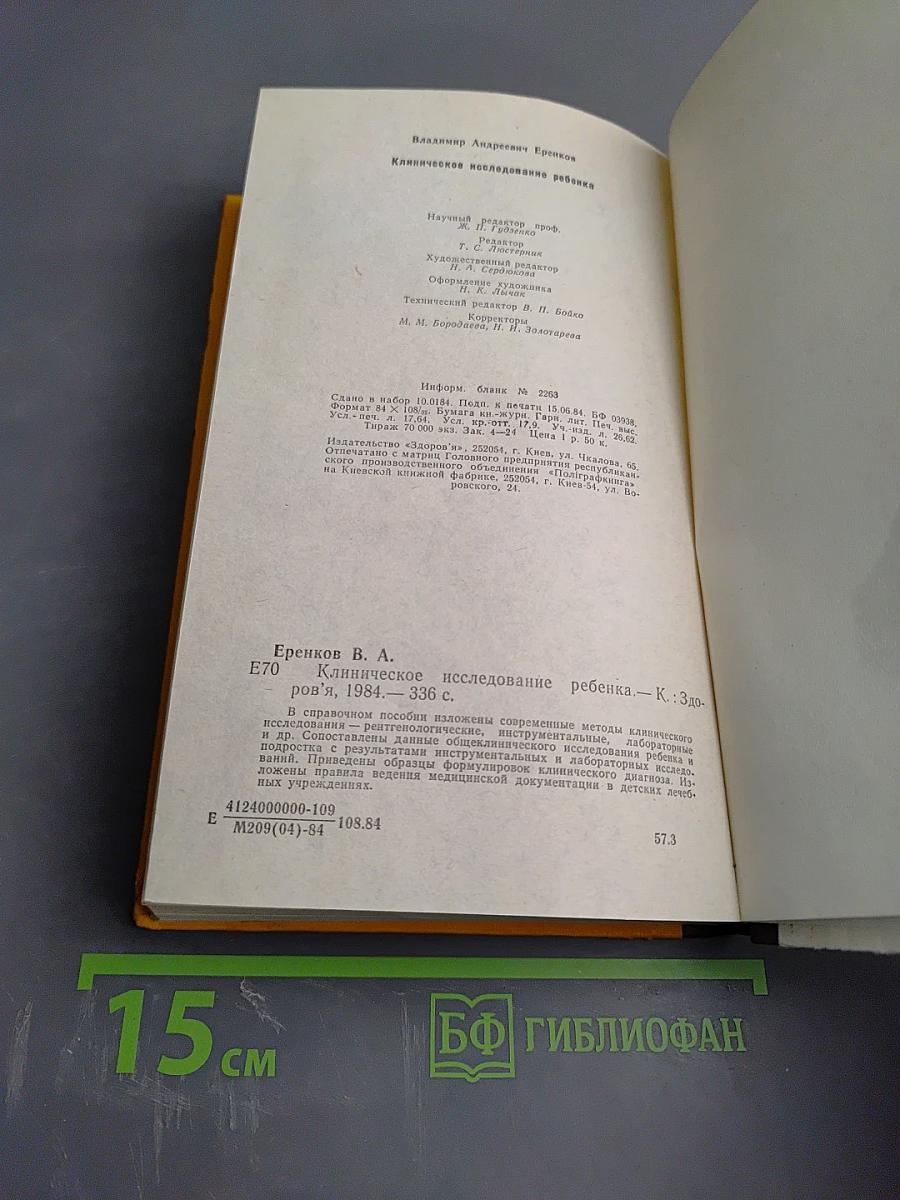 Владимир Андреевич Еренков
Клиническое исследование ребенка
Научный редактор проф.
Ж. П. Гудзенко
Редактор
Т. С. Люстерник
Художественный редактор
Н. А. Сердюкова
Оформление художника
Н. К. Лычак
Технический редактор В. П. Бойко
Корректоры
М. М. Бородаева, Н. И. Золотарева
Информ. бланк № 2263
Сдано в набор 10.0184. Подп. к печати 15.06.84. БФ 03938.
Формат 84 × 108/32. Бумага кн.-журн. Гарн. лит. Печ. выс.
Усл.-печ. л. 17,64. Усл. кр.-отт. 17,9. Уч.-изд. л. 26,62.
Тираж 70 000 экз. Зак. 4—24 Цена 1 р. 50 к.
Издательство «Здоров'я», 252054, г. Киев, ул. Чкалова, 65.
Отпечатано с матриц Головного предприятия республикан-
ского производственного объединения «Поліграфкнига»
на Киевской книжной фабрике, 252054, г. Киев-54, ул. Во-
ровского, 24.
Еренков В. А.
Е70 Клиническое исследование ребенка.— К.: Здо-
ров'я, 1984.— 336 с.
В справочном пособии изложены современные методы клинического
исследования — рентгенологические, инструментальные, лабораторные
и др. Сопоставлены данные общеклинического исследования ребенка и
подростка с результатами инструментальных и лабораторных исследо-
ваний. Приведены образцы формулировок клинического диагноза. Из-
ложены правила ведения медицинской документации в детских лечеб-
ных учреждениях.
Е 4124000000-109
М209(04)-84 108.84
57.3
15 см
БФ ГИБЛИОФАН